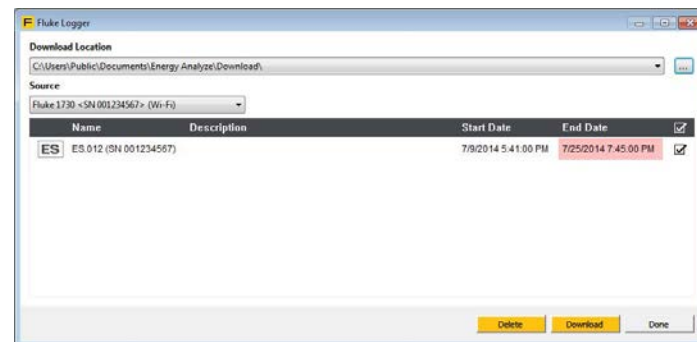 F Fluke Logger
Download Location
C:\Users\Public\Documents\Energy Analyze\Download\
...
Source
Fluke 1730 <SN 001234567> (Wi-Fi)
Name Description Start Date End Date
ES ES.012 (SN 001234567) 7/9/2014 5:41:00 PM 7/25/2014 7:45:00 PM
Delete Download Done